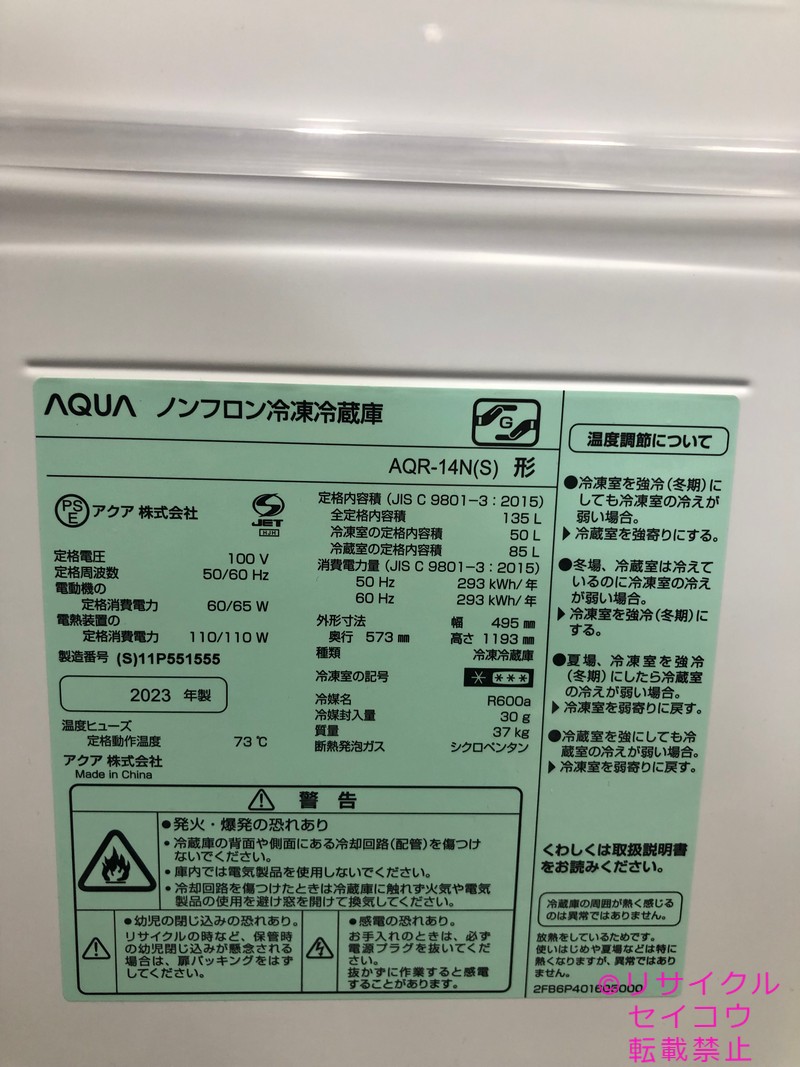 AQUA ノンフロン冷凍冷蔵庫
G
AQR-14N(S) 形
PS
E
アクア 株式会社
JET
定格電圧 100 V
定格周波数 50/60 Hz
電動機の
定格消費電力 60/65 W
電熱装置の
定格消費電力 110/110 W
製造番号 (S)11P551555
2023 年製
温度ヒューズ
定格動作温度 73 ℃
アクア 株式会社
Made in China
定格内容積 (JIS C 9801-3:2015)
全定格内容積 135 L
冷凍室の定格内容積 50 L
冷蔵室の定格内容積 85 L
消費電力量 (JIS C 9801-3:2015)
50 Hz 293 kWh/年
60 Hz 293 kWh/年
外形寸法 幅 495 ㎜
奥行 573 ㎜ 高さ 1193 ㎜
種類 冷凍冷蔵庫
冷凍室の記号 ****
冷媒名 R600a
冷媒封入量 30 g
質量 37 kg
断熱発泡ガス シクロペンタン
警告
●発火・爆発の恐れあり
・冷蔵庫の背面や側面にある冷却回路(配管)を傷つけ
ないでください。
・庫内では電気製品を使用しないでください。
・冷却回路を傷つけたときは冷蔵庫に触れず火気や電気
製品の使用を避け窓を開けて換気してください。
●幼児の閉じ込みの恐れあり。
リサイクルの時など、保管時
の幼児閉じ込みが懸念される
場合は、扉パッキングをはず
してください。
●感電の恐れあり。
お手入れのときは、必ず
電源プラグを抜いてくだ
さい。
抜かずに作業すると感電
することがあります。
温度調節について
●冷凍室を強冷(冬期)に
しても冷凍室の冷えが
弱い場合。
▶冷蔵室を強寄りにする。
●冬場、冷蔵室は冷えて
いるのに冷凍室の冷え
が弱い場合。
▶冷凍室を強冷(冬期)に
する。
●夏場、冷凍室を強冷
(冬期)にしたら冷蔵室
の冷えが弱い場合。
▶冷凍室を弱寄りに戻す。
●冷蔵室を強にしても冷
蔵室の冷えが弱い場合。
▶冷凍室を弱寄りに戻す。
くわしくは取扱説明書
をお読みください。
冷蔵庫の周囲が熱く感じる
のは異常ではありません。
放熱をしているためです。
使いはじめや夏場などは特に
熱くなりますが、異常ではあり
ません。
©リサイクル
セイコウ
転載禁止